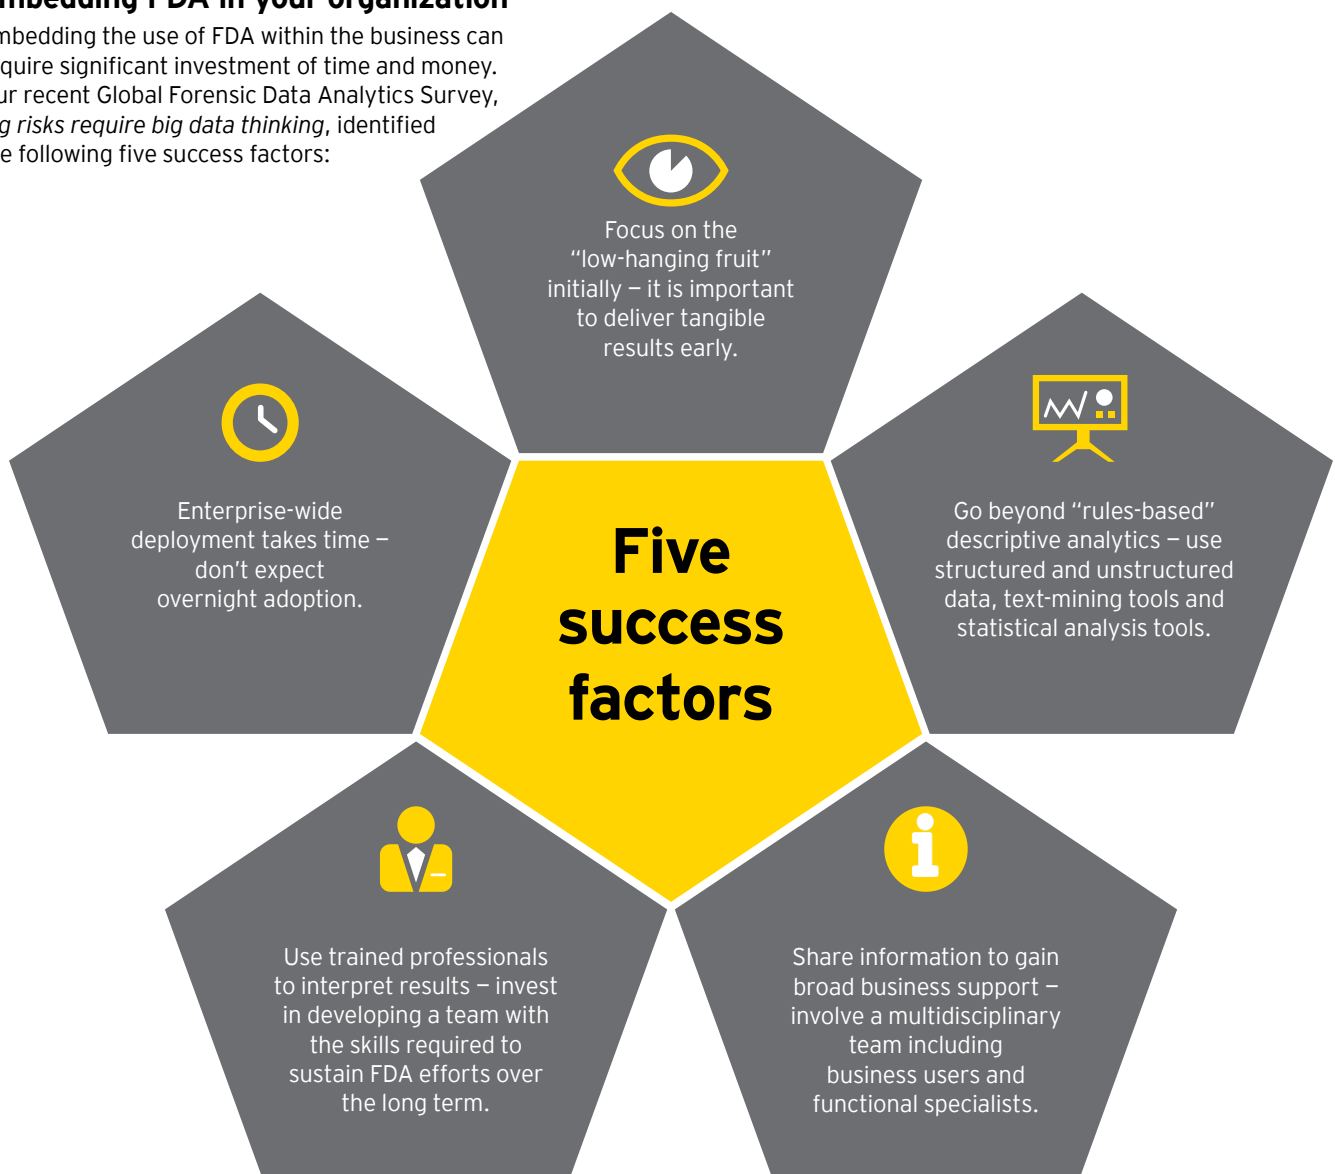 mbedding FDA in your organization
mbedding the use of FDA within the business can
quire significant investment of time and money.
ur recent Global Forensic Data Analytics Survey,
g risks require big data thinking, identified
e following five success factors:
Focus on the
“low-hanging fruit”
initially – it is important
to deliver tangible
results early.
Go beyond “rules-based”
descriptive analytics – use
structured and unstructured
data, text-mining tools and
statistical analysis tools.
Share information to gain
broad business support –
involve a multidisciplinary
team including
business users and
functional specialists.
Use trained professionals
to interpret results – invest
in developing a team with
the skills required to
sustain FDA efforts over
the long term.
Enterprise-wide
deployment takes time –
don’t expect
overnight adoption.
Five
success
factors